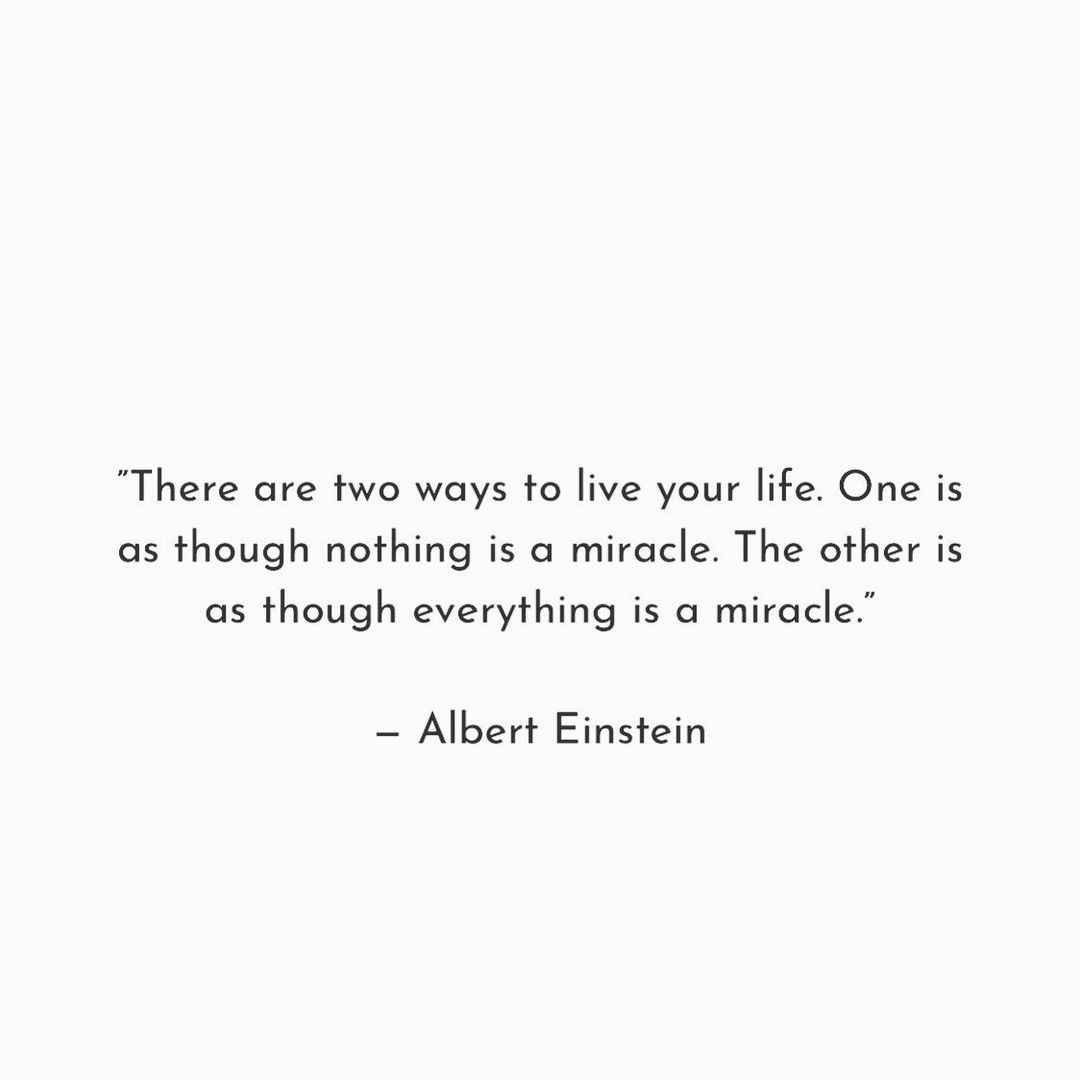 ”There are two ways to live your life. One is
as though nothing is a miracle. The other is
as though everything is a miracle.”
— Albert Einstein